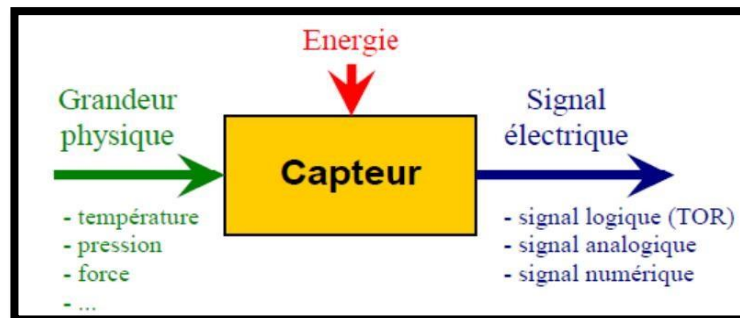 Energie
Grandeur
physique
- température
- pression
- force
- ...
Capteur
Signal
électrique
- signal logique (TOR)
- signal analogique
- signal numérique